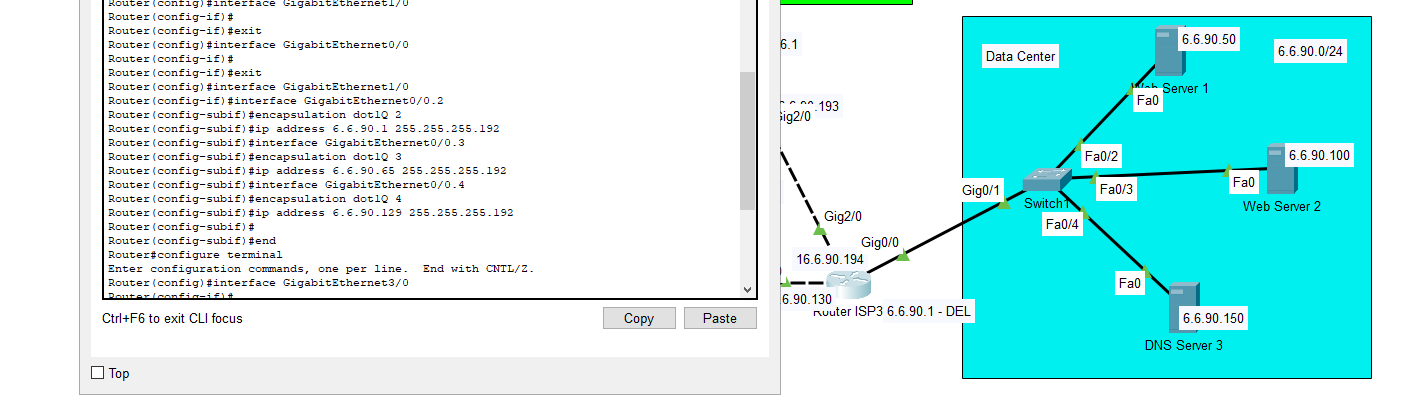 Router(config)#interface GigabitEthernet1/0
Router(config-if)#
Router(config-if)#exit
Router(config)#interface GigabitEthernet0/0
Router(config-if)#
Router(config-if)#exit
Router(config)#interface GigabitEthernet1/0
Router(config-if)#interface GigabitEthernet0/0.2
Router(config-subif)#encapsulation dot1Q 2
Router(config-subif)#ip address 6.6.90.1 255.255.255.192
Router(config-subif)#interface GigabitEthernet0/0.3
Router(config-subif)#encapsulation dot1Q 3
Router(config-subif)#ip address 6.6.90.65 255.255.255.192
Router(config-subif)#interface GigabitEthernet0/0.4
Router(config-subif)#encapsulation dot1Q 4
Router(config-subif)#ip address 6.6.90.129 255.255.255.192
Router(config-subif)#
Router(config-subif)#end
Router#configure terminal
Enter configuration commands, one per line.  End with CNTL/Z.
Router(config)#interface GigabitEthernet3/0
Router(config-if)#
Ctrl+F6 to exit CLI focus
Copy
Paste
Top
6.1
.193
ig2/0
Gig2/0
Gig0/0
16.6.90.194
6.90.130
Router ISP3 6.6.90.1 - DEL
Data Center
6.6.90.50
6.6.90.0/24
Web Server 1
Fa0
Fa0/2
Gig0/1
Switch1
Fa0/3
Fa0
6.6.90.100
Web Server 2
Fa0/4
Fa0
6.6.90.150
DNS Server 3